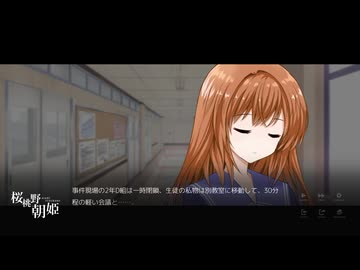 桜桃野
朝姫
事件現場の2年D組は一時閉鎖、生徒の私物は別教室に移動して、30分
程の軽い会議と……。